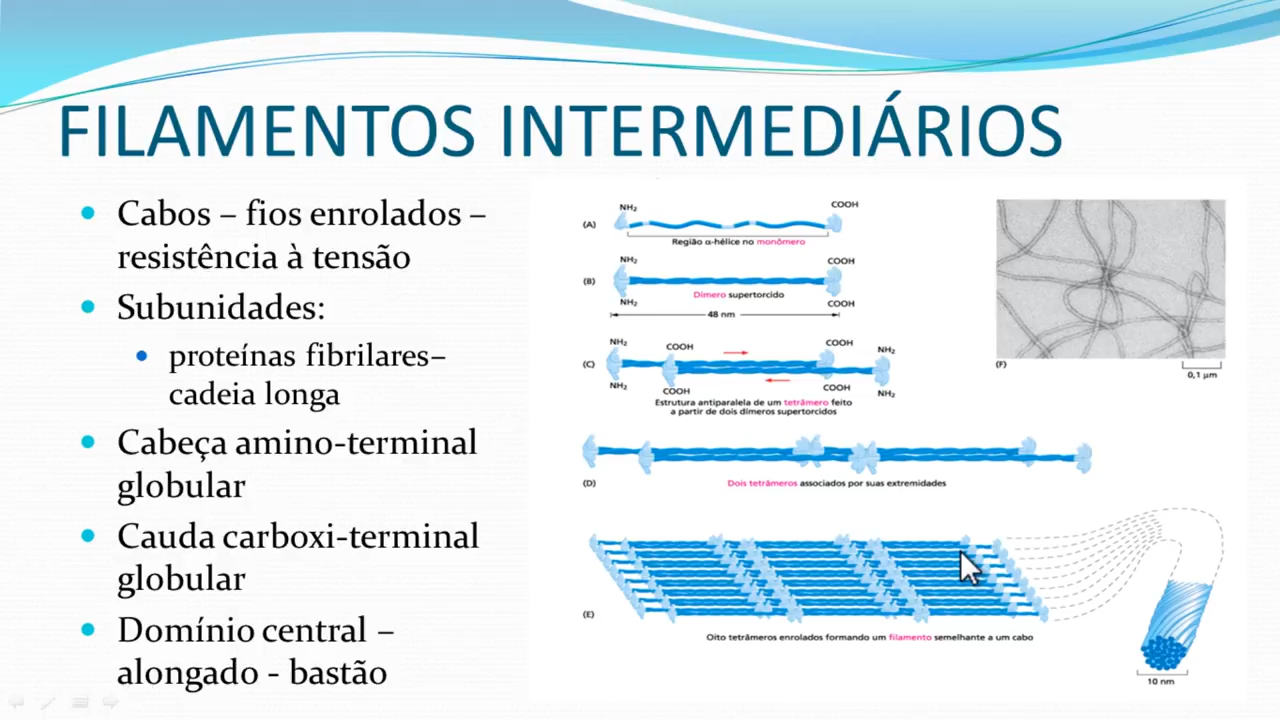 FILAMENTOS INTERMEDIÁRIOS
Cabos – fios enrolados –
resistência à tensão
Subunidades:
proteínas fibrilares–
cadeia longa
Cabeça amino-terminal
globular
Cauda carboxi-terminal
globular
Domínio central –
alongado - bastão
NH2
COOH
(A)
Região α-hélice no monômero
NH2
COOH
(B)
Dímero supertorcido
NH2
COOH
48 nm
NH2
COOH
COOH
NH2
(C)
NH2
COOH
COOH
NH2
Estrutura antiparalela de um tetrâmero feito
a partir de dois dímeros supertorcidos
(D)
Dois tetrâmeros associados por suas extremidades
(E)
Oito tetrâmeros enrolados formando um filamento semelhante a um cabo
10 nm
(F)
0,1 µm